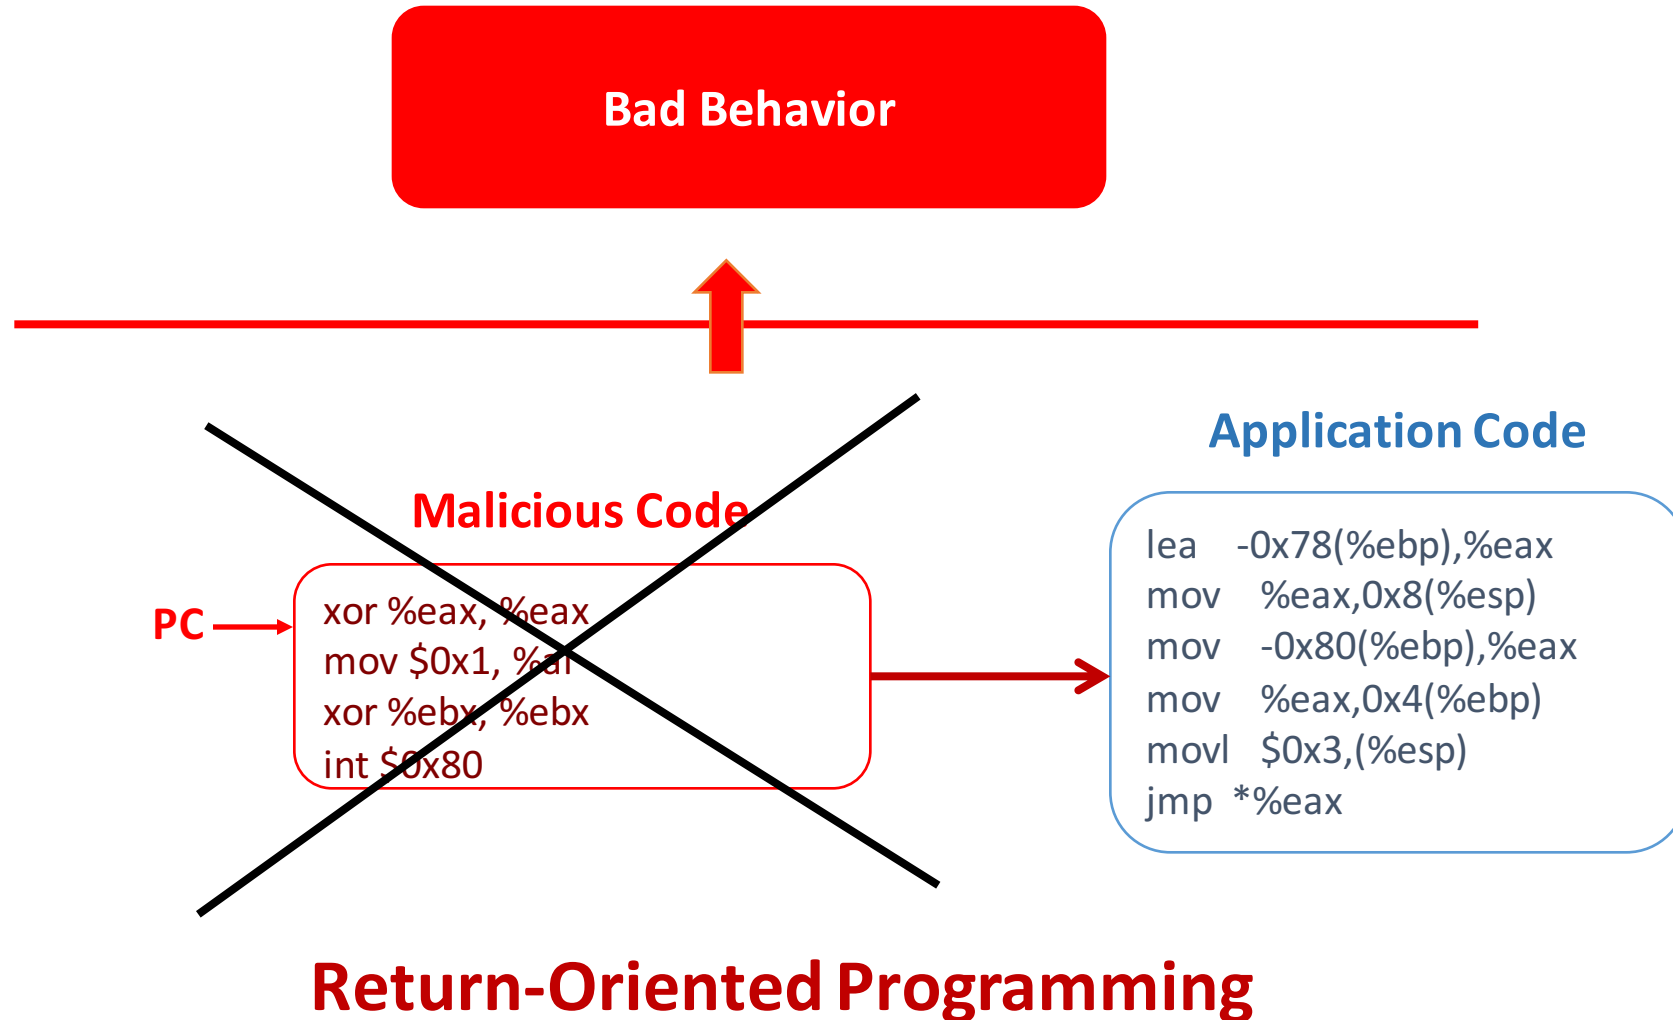 Bad Behavior
Application Code
Malicious Code
PC
xor %eax, %eax
mov $0x1, %al
xor %ebx, %ebx
int $0x80
lea -0x78(%ebp),%eax
mov %eax,0x8(%esp)
mov -0x80(%ebp),%eax
mov %eax,0x4(%ebp)
movl $0x3,(%esp)
jmp *%eax
Return-Oriented Programming